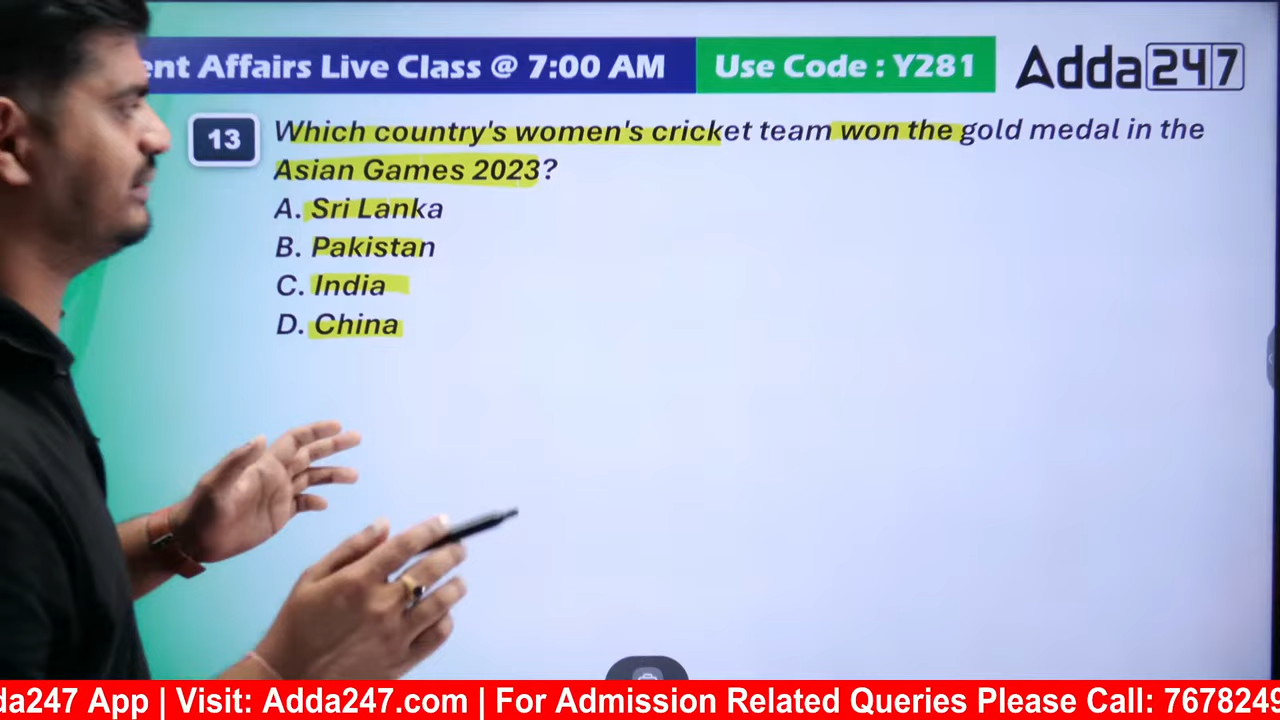 ent Affairs Live Class @ 7:00 AM
Use Code : Y281
Adda247
13
Which country's women's cricket team won the gold medal in the
Asian Games 2023?
A. Sri Lanka
B. Pakistan
C. India
D. China
da247 App | Visit: Adda247.com | For Admission Related Queries Please Call: 7678249